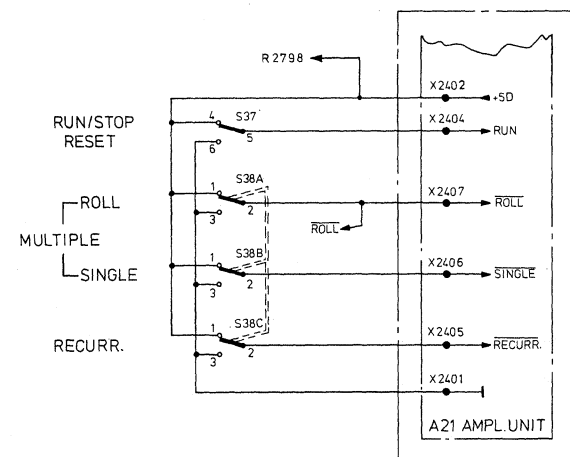 R2798
X2402
+5D
RUN/STOP
RESET
4
S37
5
6
X2404
RUN
ROLL
MULTIPLE
SINGLE
1
S38A
2
3
X2407
ROLL
ROLL
1
S38B
2
3
X2406
SINGLE
RECURR.
1
S38C
2
3
X2405
RECURR.
X2401
A21 AMPL.UNIT